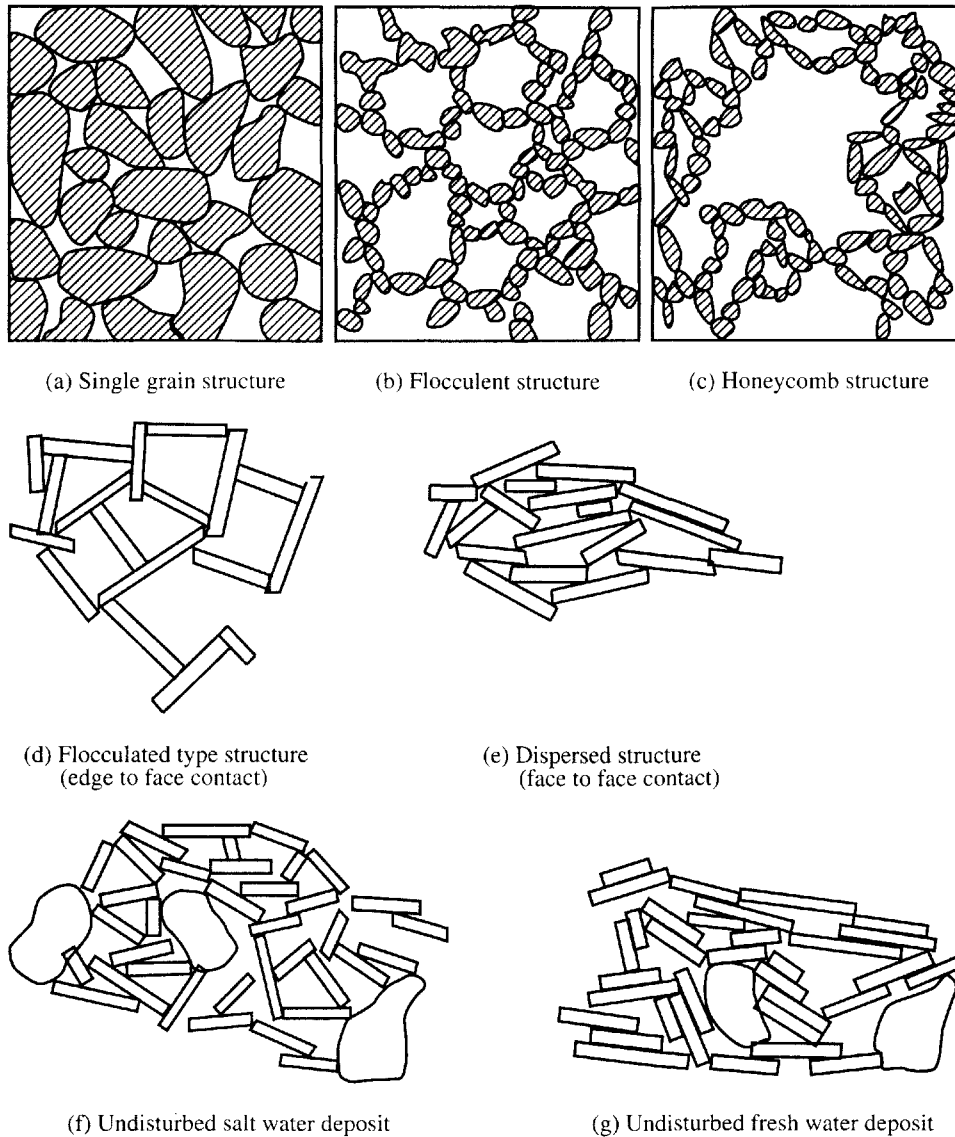 (a) Single grain structure
(b) Flocculent structure
(c) Honeycomb structure
(d) Flocculated type structure
(edge to face contact)
(e) Dispersed structure
(face to face contact)
(f) Undisturbed salt water deposit
(g) Undisturbed fresh water deposit